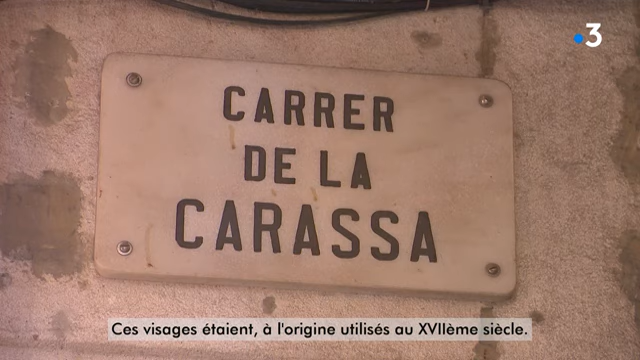 3
CARRER
DE LA
CARASSA
Ces visages étaient, à l'origine utilisés au XVIIème siècle.